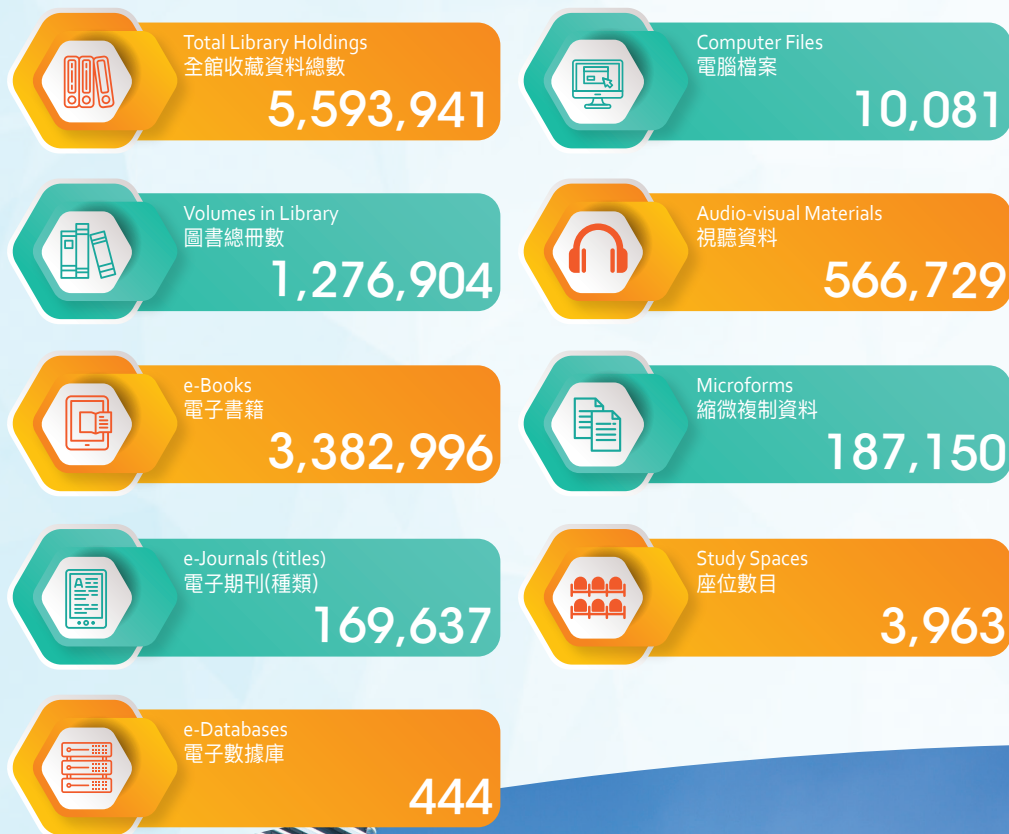 Total Library Holdings
全館收藏資料總數
5,593,941
Volumes in Library
圖書總冊數
1,276,904
e-Books
電子書籍
3,382,996
e-Journals (titles)
電子期刊(種類)
169,637
e-Databases
電子數據庫
444
Computer Files
電腦檔案
10,081
Audio-visual Materials
視聽資料
566,729
Microforms
縮微複制資料
187,150
Study Spaces
座位數目
3,963